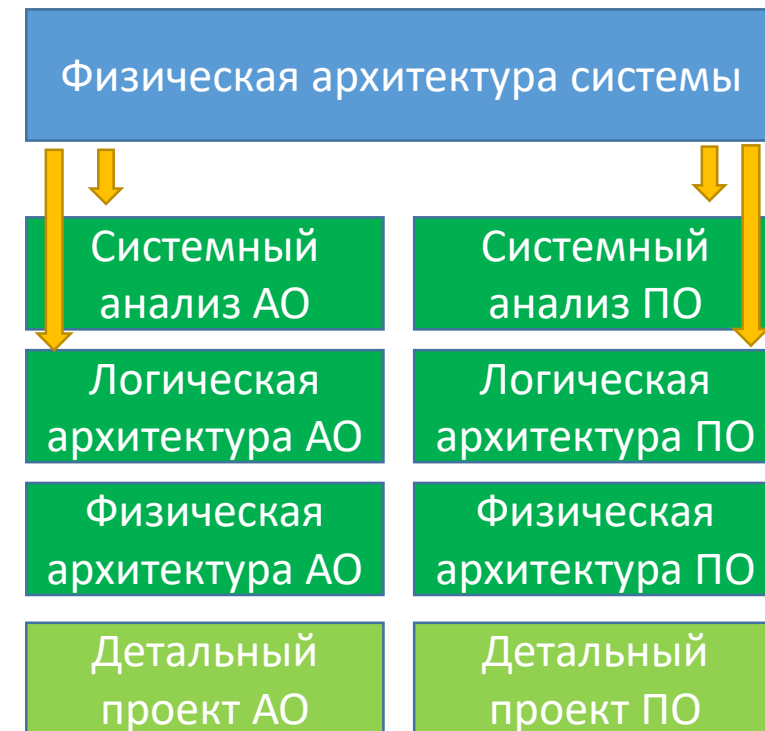 Физическая архитектура системы
Системный
анализ АО
Системный
анализ ПО
Логическая
архитектура АО
Логическая
архитектура ПО
Физическая
архитектура АО
Физическая
архитектура ПО
Детальный
проект АО
Детальный
проект ПО